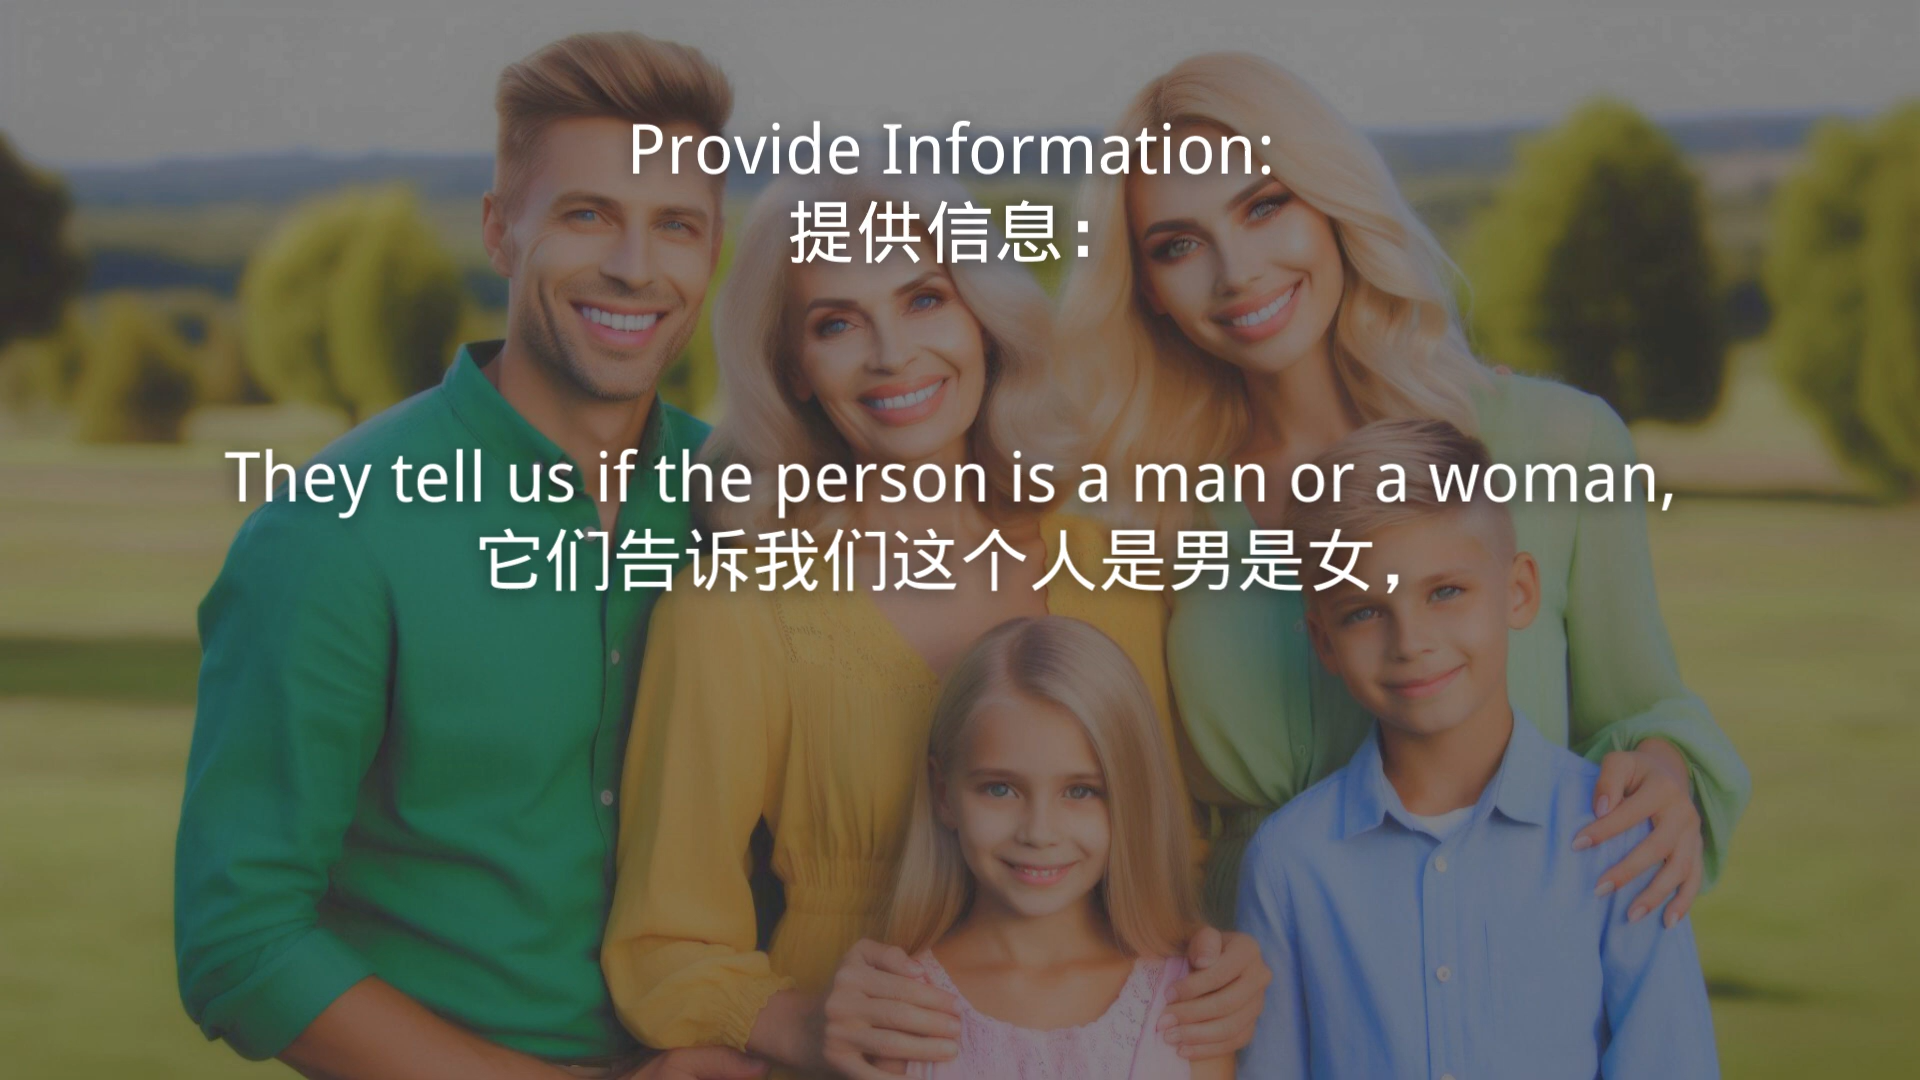 Provide Information:
提供信息：
They tell us if the person is a man or a woman,
它们告诉我们这个人是男是女，